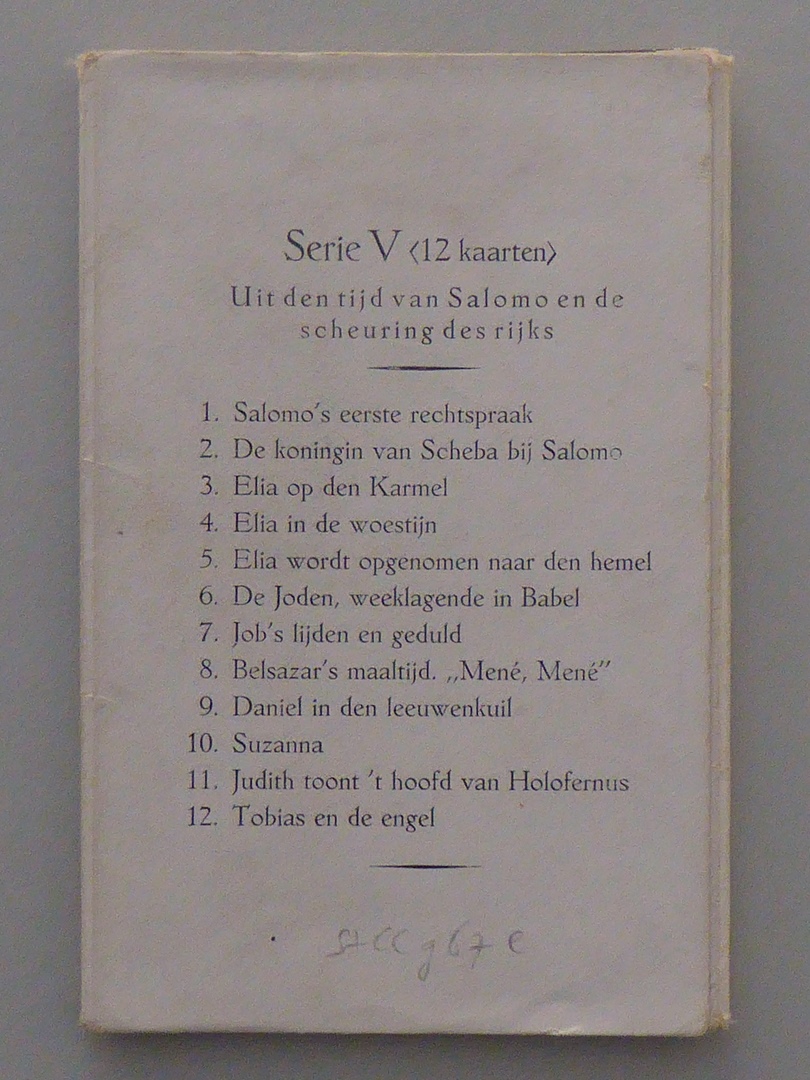 Serie V (12 kaarten)
Uit den tijd van Salomo en de
scheuring des rijks
1. Salomo's eerste rechtspraak
2. De koningin van Scheba bij Salomo
3. Elia op den Karmel
4. Elia in de woestijn
5. Elia wordt opgenomen naar den hemel
6. De Joden, weeklagende in Babel
7. Job's lijden en geduld
8. Belsazar's maaltijd. „Mené, Mené”
9. Daniel in den leeuwenkuil
10. Suzanna
11. Judith toont 't hoofd van Holofernus
12. Tobias en de engel